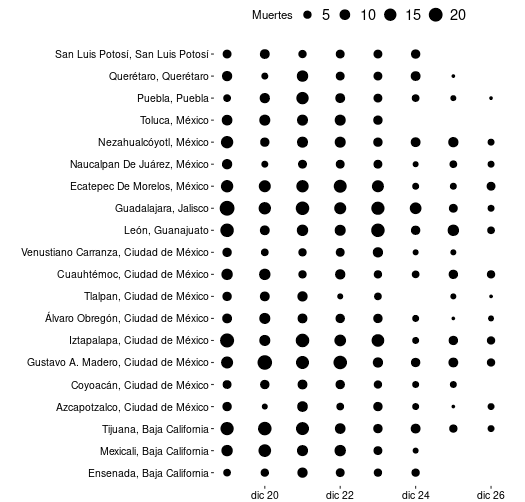 Muertes 5 10 15 20
San Luis Potosí, San Luis Potosí
Querétaro, Querétaro
Puebla, Puebla
Toluca, México
Nezahualcóyotl, México
Naucalpan De Juárez, México
Ecatepec De Morelos, México
Guadalajara, Jalisco
León, Guanajuato
Venustiano Carranza, Ciudad de México
Cuauhtémoc, Ciudad de México
Tlalpan, Ciudad de México
Álvaro Obregón, Ciudad de México
Iztapalapa, Ciudad de México
Gustavo A. Madero, Ciudad de México
Coyoacán, Ciudad de México
Azcapotzalco, Ciudad de México
Tijuana, Baja California
Mexicali, Baja California
Ensenada, Baja California
dic 20 dic 22 dic 24 dic 26